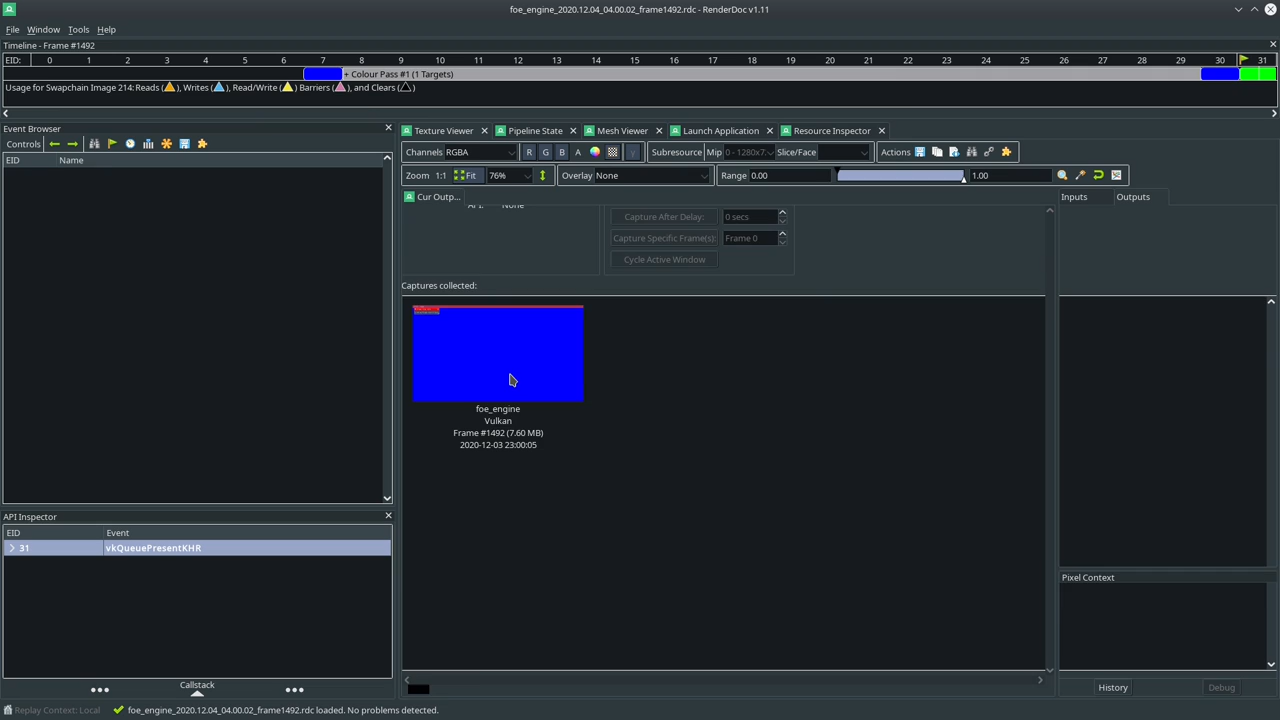 foe_engine_2020.12.04_04.00.02_frame1492.rdc - RenderDoc v1.11
File Window Tools Help
Timeline - Frame #1492
EID: 0 1 2 3 4 5 6 7 8 9 10 11 12 13 14 15 16 17 18 19 20 21 22 23 24 25 26 27 28 29 30 31
+ Colour Pass #1 (1 Targets)
Usage for Swapchain Image 214: Reads ( ), Writes ( ), Read/Write ( ) Barriers ( ), and Clears ( )
Event Browser
Controls
EID Name
Texture Viewer Pipeline State Mesh Viewer Launch Application Resource Inspector
Channels RGBA R G B A γ Subresource Mip 0 - 1280x7 Slice/Face Actions
Zoom 1:1 Fit 76% Overlay None Range 0.00 1.00
Cur Outp...
Inputs Outputs
API: None
Capture After Delay: 0 secs
Capture Specific Frame(s): Frame 0
Cycle Active Window
Captures collected:
foe_engine
Vulkan
Frame #1492 (7.60 MB)
2020-12-03 23:00:05
API Inspector
EID Event
31 vkQueuePresentKHR
Callstack
Pixel Context
History Debug
Replay Context: Local foe_engine_2020.12.04_04.00.02_frame1492.rdc loaded. No problems detected.